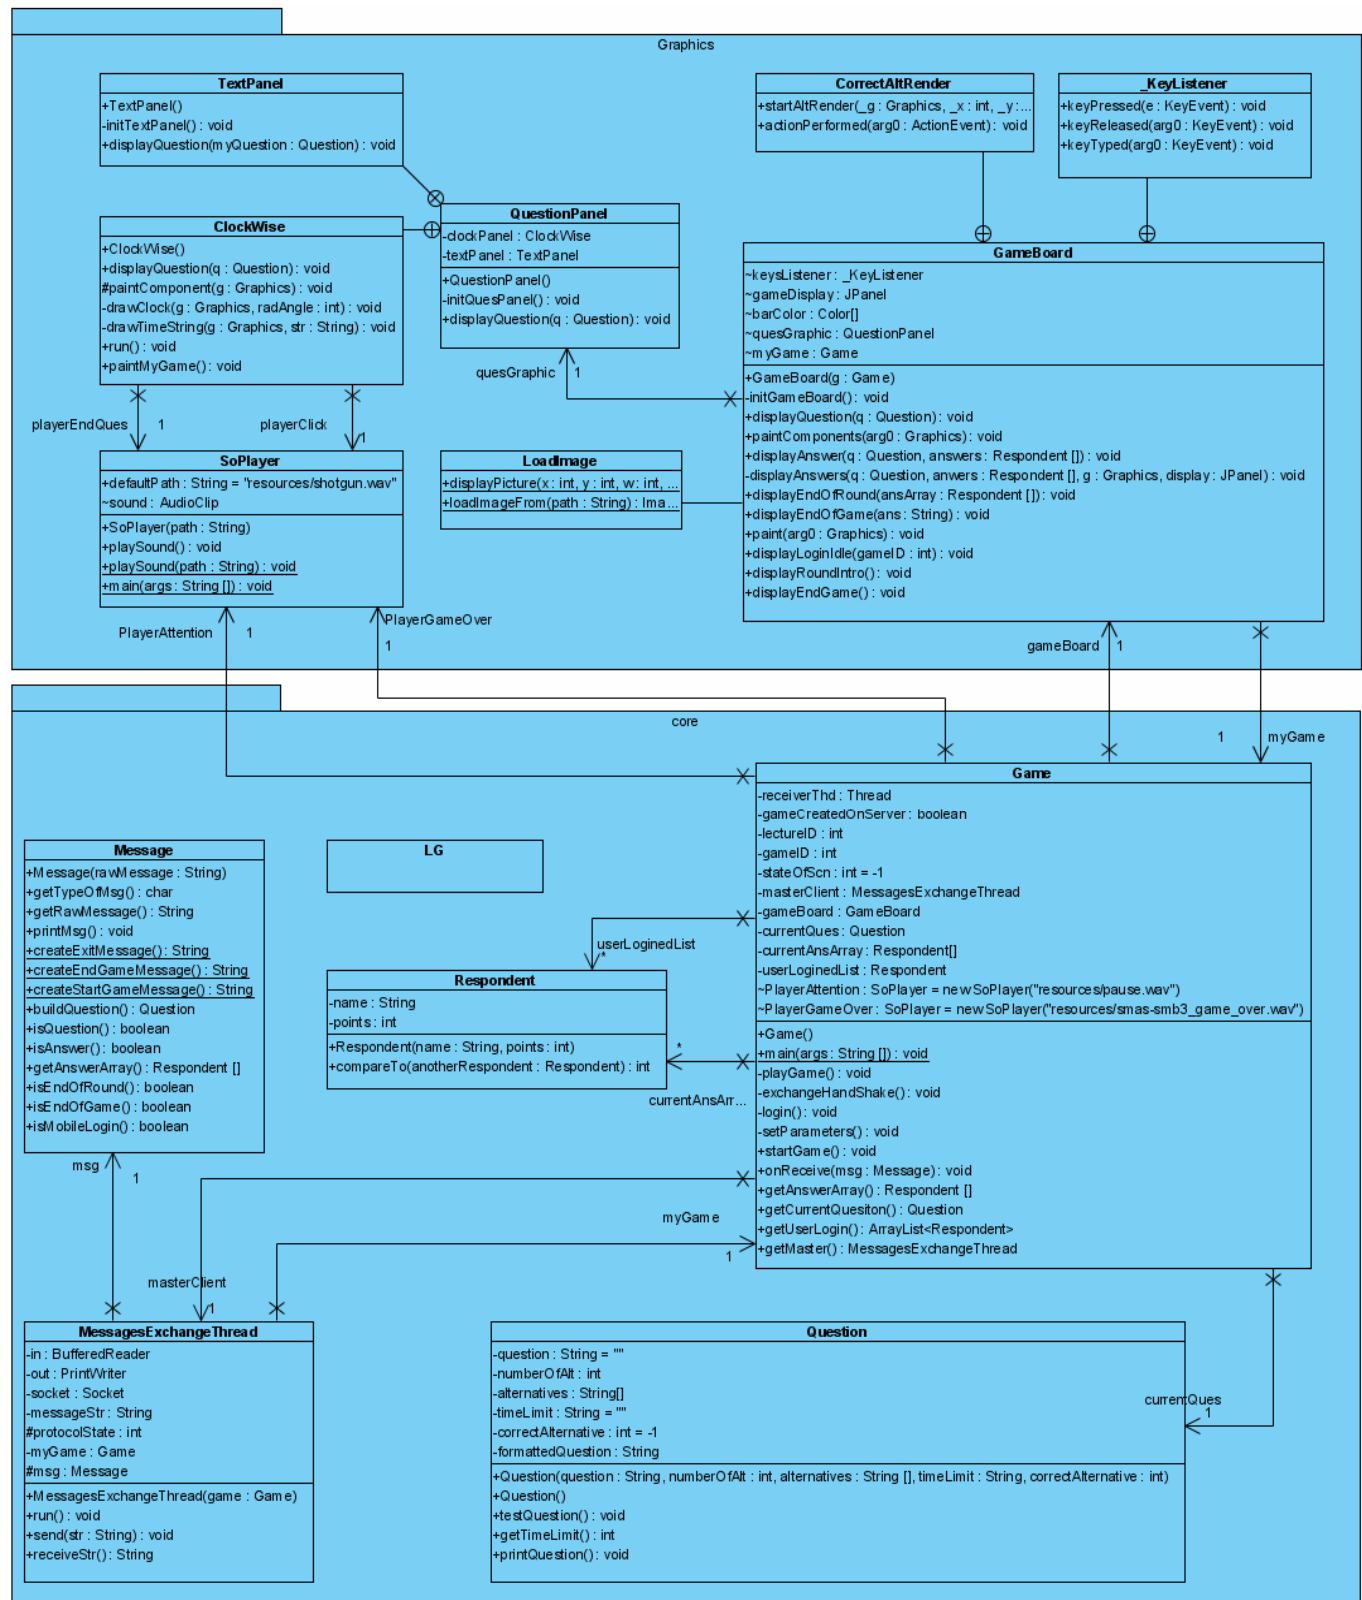 Graphics
TextPanel
+TextPanel()
-initTextPanel() : void
+displayQuestion(myQuestion : Question) : void
CorrectAltRender
+startAltRender(_g : Graphics, _x : int, _y :...
+actionPerformed(arg0 : ActionEvent) : void
_KeyListener
+keyPressed(e : KeyEvent) : void
+keyReleased(arg0 : KeyEvent) : void
+keyTyped(arg0 : KeyEvent) : void
ClockWise
+ClockWise()
+displayQuestion(q : Question) : void
#paintComponent(g : Graphics) : void
-drawClock(g : Graphics, radAngle : int) : void
-drawTimeString(g : Graphics, str : String) : void
+run() : void
+paintMyGame() : void
QuestionPanel
-clockPanel : ClockWise
-textPanel : TextPanel
+QuestionPanel()
-initQuesPanel() : void
+displayQuestion(q : Question) : void
GameBoard
~keysListener : _KeyListener
~gameDisplay : JPanel
~barColor : Color[]
~quesGraphic : QuestionPanel
~myGame : Game
+GameBoard(g : Game)
-initGameBoard() : void
+displayQuestion(q : Question) : void
+paintComponents(arg0 : Graphics) : void
+displayAnswer(q : Question, answers : Respondent []) : void
-displayAnswers(q : Question, anwers : Respondent [], g : Graphics, display : JPanel) : void
+displayEndOfRound(ansArray : Respondent []) : void
+displayEndOfGame(ans : String) : void
+paint(arg0 : Graphics) : void
+displayLoginIdle(gameID : int) : void
+displayRoundIntro() : void
+displayEndGame() : void
quesGraphic 1
playerEndQues 1
playerClick 1
SoPlayer
+defaultPath : String = "resources/shotgun.wav"
~sound : AudioClip
+SoPlayer(path : String)
+playSound() : void
+playSound(path : String) : void
+main(args : String []) : void
LoadImage
+displayPicture(x : int, y : int, w: int, ...
+loadImageFrom(path : String) : Ima...
PlayerAttention 1
PlayerGameOver
1
gameBoard 1
core
1 myGame
Game
-receiverThd : Thread
-gameCreatedOnServer : boolean
-lectureID : int
-gameID : int
-stateOfScn : int = -1
-masterClient : MessagesExchangeThread
-gameBoard : GameBoard
-currentQues : Question
-currentAnsArray : Respondent[]
-userLoginedList : Respondent
~PlayerAttention : SoPlayer = new SoPlayer("resources/pause.wav")
~PlayerGameOver : SoPlayer = new SoPlayer("resources/smas-smb3_game_over.wav")
+Game()
+main(args : String []) : void
-playGame() : void
-exchangeHandShake() : void
-login() : void
-setParameters() : void
+startGame() : void
+onReceive(msg : Message) : void
+getAnswerArray() : Respondent []
+getCurrentQuesiton() : Question
+getUserLogin() : ArrayList<Respondent>
+getMaster() : MessagesExchangeThread
Message
+Message(rawMessage : String)
+getTypeOfMsg() : char
+getRawMessage() : String
+printMsg() : void
+createExitMessage() : String
+createEndGameMessage() : String
+createStartGameMessage() : String
+buildQuestion() : Question
+isQuestion() : boolean
+isAnswer() : boolean
+getAnswerArray() : Respondent []
+isEndOfRound() : boolean
+isEndOfGame() : boolean
+isMobileLogin() : boolean
LG
userLoginedList
*
Respondent
-name : String
-points : int
+Respondent(name : String, points : int)
+compareTo(anotherRespondent : Respondent) : int
*
currentAnsArr...
msg
1
myGame
1
masterClient
1
MessagesExchangeThread
-in : BufferedReader
-out : PrintWriter
-socket : Socket
-messageStr : String
#protocolState : int
-myGame : Game
#msg : Message
+MessagesExchangeThread(game : Game)
+run() : void
+send(str : String) : void
+receiveStr() : String
Question
-question : String = ""
-numberOfAlt : int
-alternatives : String[]
-timeLimit : String = ""
-correctAlternative : int = -1
-formattedQuestion : String
+Question(question : String, numberOfAlt : int, alternatives : String [], timeLimit : String, correctAlternative : int)
+Question()
+testQuestion() : void
+getTimeLimit() : int
+printQuestion() : void
currentQues
1